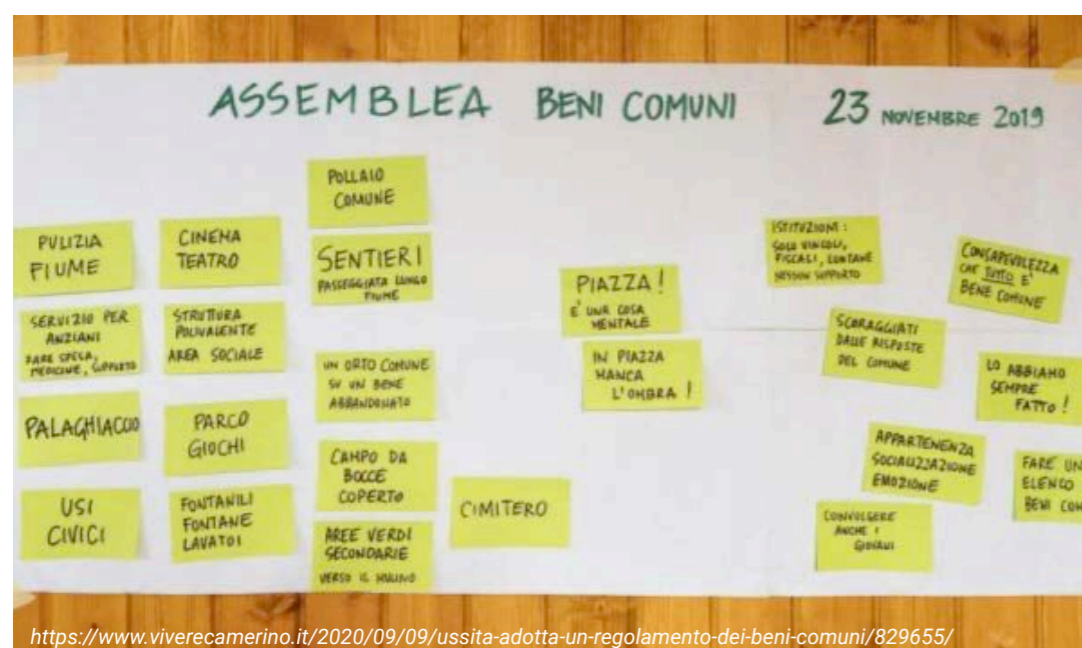 ASSEMBLEA BENI COMUNI 23 NOVEMBRE 2019
PULIZIA
FIUME
SERVIZIO PER
ANZIANI
FARE SPESA,
MEDICINE, SUPPORTO
PALAGHIACCIO
USI
CIVICI
CINEMA
TEATRO
STRUTTURA
POLIVALENTE
AREA SOCIALE
PARCO
GIOCHI
FONTANILI
FONTANE
LAVATOI
POLLAIO
COMUNE
SENTIERI
PASSEGGIATA LUNGO
FIUME
UN ORTO COMUNE
SU UN BENE
ABBANDONATO
CAMPO DA
BOCCE
COPERTO
AREE VERDI
SECONDARIE
VERSO IL MULINO
CIMITERO
PIAZZA!
E' UNA COSA
MENTALE
IN PIAZZA
MANCA
L'OMBRA!
ISTITUZIONI:
SOLO VINCOLI,
FISCALI, LONTANE
NESSUN SUPPORTO
SCORAGGIATI
DALLE RISPOSTE
DEL COMUNE
APPARTENENZA
SOCIALIZZAZIONE
EMOZIONE
COINVOLGERE
ANCHE I
GIOVANI
CONSAPEVOLEZZA
CHE TUTTO E'
BENE COMUNE
LO ABBIAMO
SEMPRE
FATTO!
FARE UN
ELENCO
BENI COM
https://www.viverecamerino.it/2020/09/09/ussita-adotta-un-regolamento-dei-beni-comuni/829655/